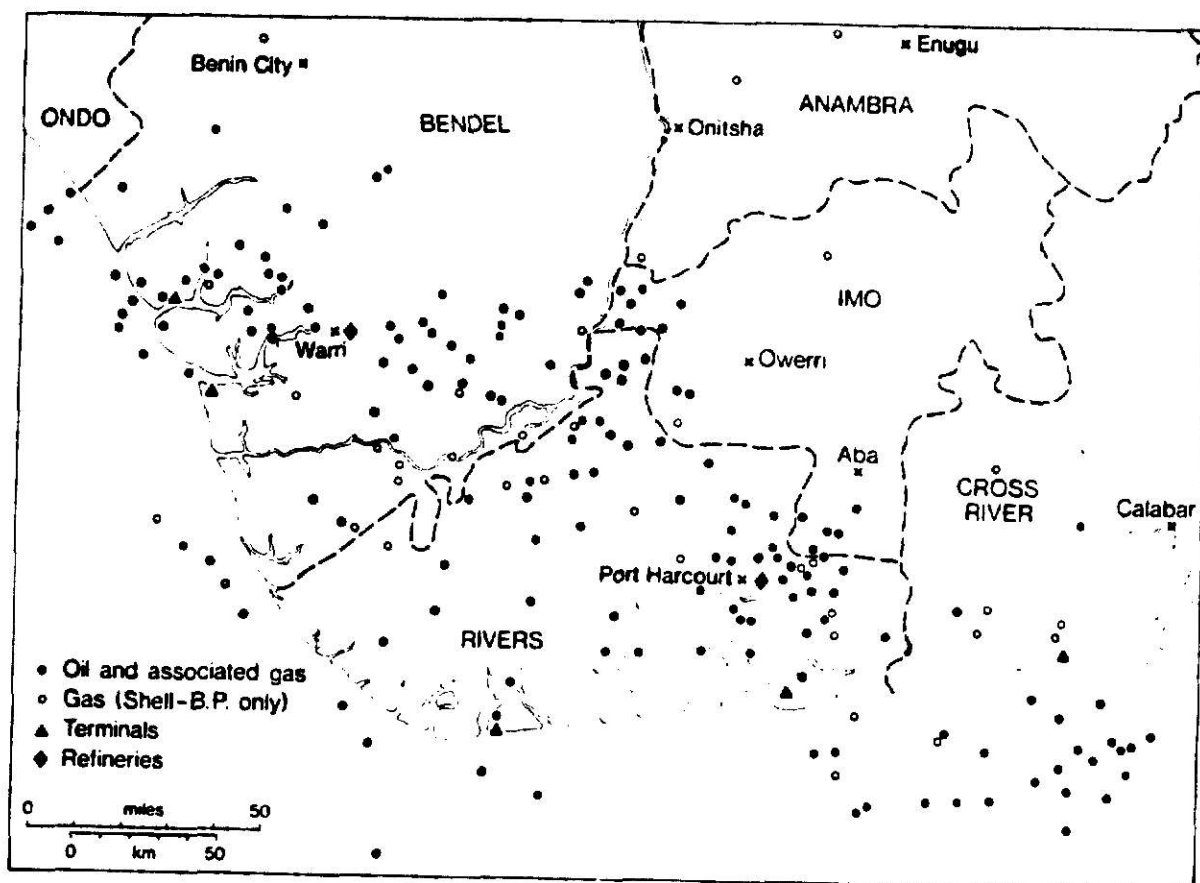 Benin City
Enugu
ONDO
BENDEL
ANAMBRA
Onitsha
IMO
Warri
Owerri
Aba
CROSS
RIVER
Calabar
Port Harcourt
RIVERS
Oil and associated gas
Gas (Shell-B.P. only)
Terminals
Refineries
0 miles 50
0 km 50